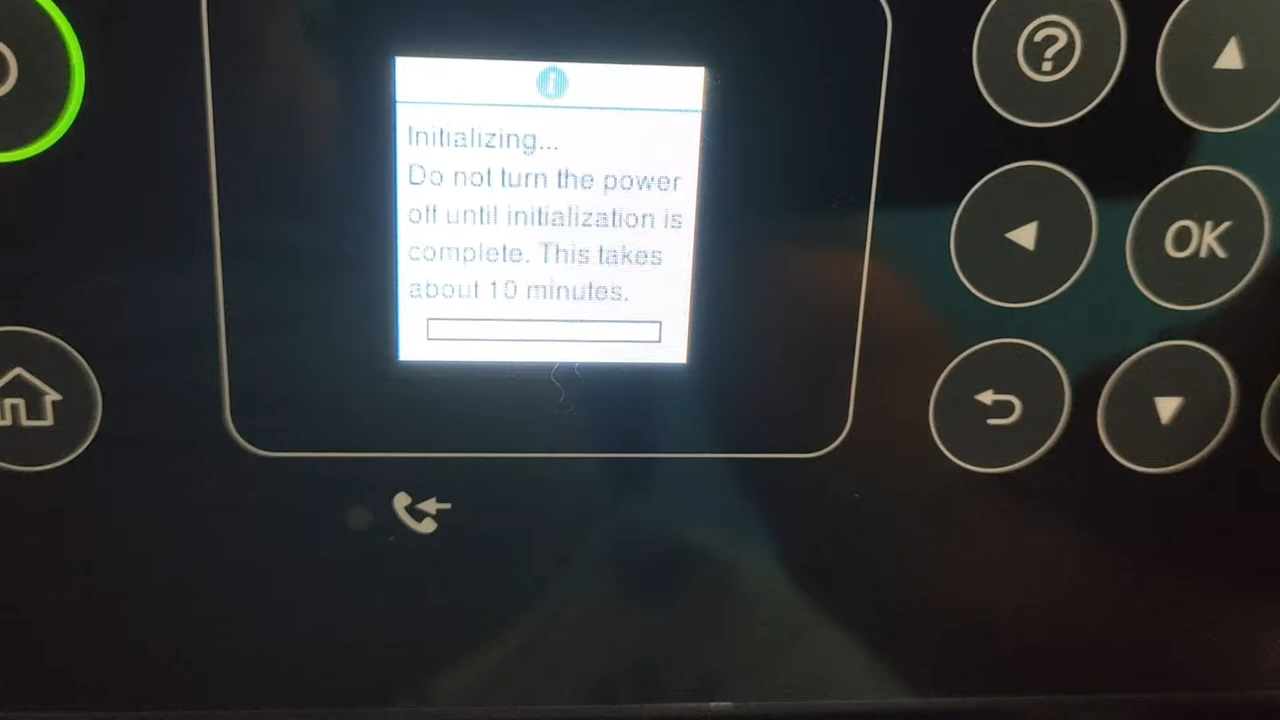 Initializing...
Do not turn the power
off until initialization is
complete. This takes
about 10 minutes.
?
OK